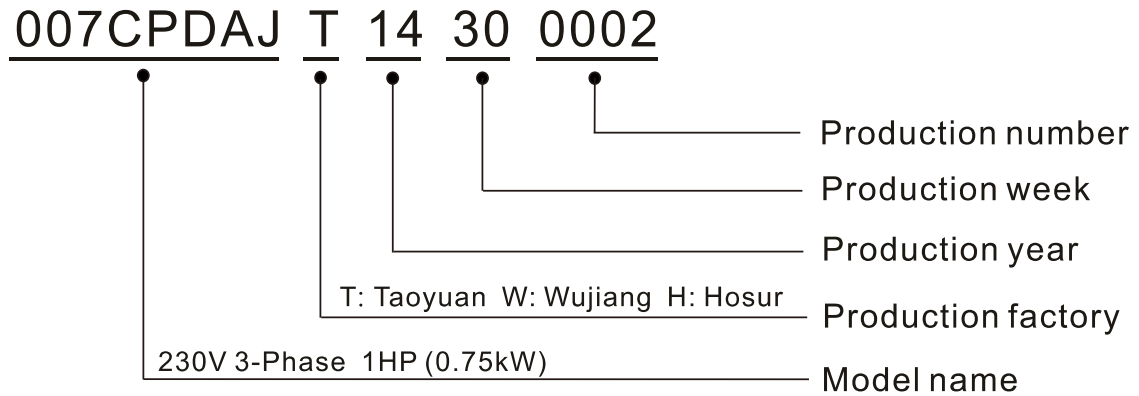 007CPDAJ T 14 30 0002
Production number
Production week
Production year
T: Taoyuan W: Wujiang H: Hosur
Production factory
230V 3-Phase 1HP (0.75kW)
Model name